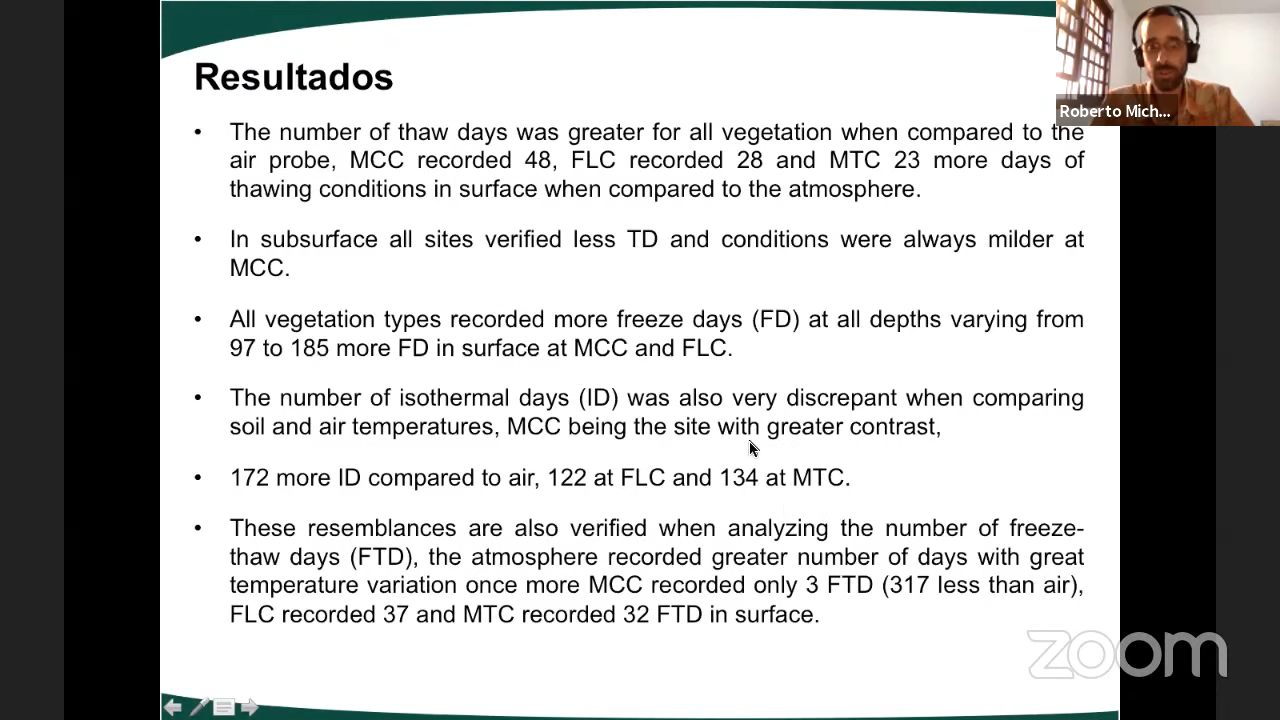 Resultados
Roberto Mich...
• The number of thaw days was greater for all vegetation when compared to the
air probe, MCC recorded 48, FLC recorded 28 and MTC 23 more days of
thawing conditions in surface when compared to the atmosphere.
• In subsurface all sites verified less TD and conditions were always milder at
MCC.
• All vegetation types recorded more freeze days (FD) at all depths varying from
97 to 185 more FD in surface at MCC and FLC.
• The number of isothermal days (ID) was also very discrepant when comparing
soil and air temperatures, MCC being the site with greater contrast,
• 172 more ID compared to air, 122 at FLC and 134 at MTC.
• These resemblances are also verified when analyzing the number of freeze-
thaw days (FTD), the atmosphere recorded greater number of days with great
temperature variation once more MCC recorded only 3 FTD (317 less than air),
FLC recorded 37 and MTC recorded 32 FTD in surface.
zoom